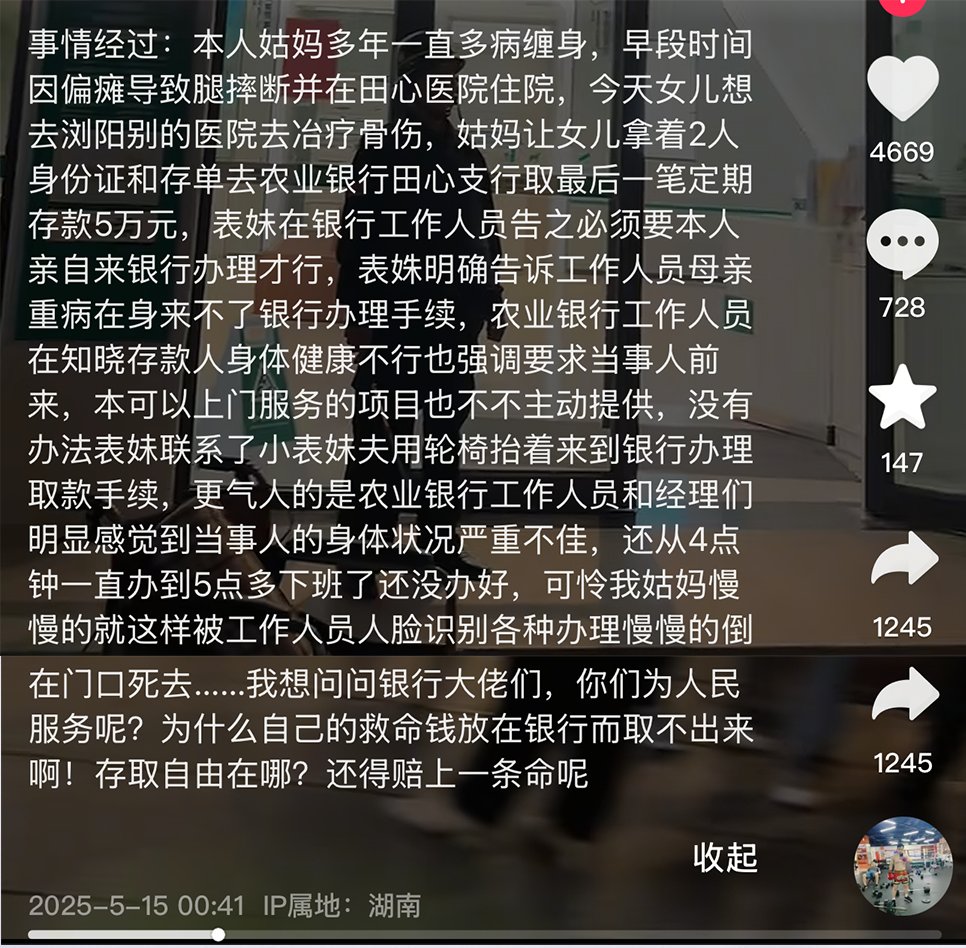 事情经过：本人姑妈多年一直多病缠身，早段时间
因偏瘫导致腿摔断并在田心医院住院，今天女儿想
去浏阳别的医院去冶疗骨伤，姑妈让女儿拿着2人
身份证和存单去农业银行田心支行取最后一笔定期
存款5万元，表妹在银行工作人员告之必须要本人
亲自来银行办理才行，表姝明确告诉工作人员母亲
重病在身来不了银行办理手续，农业银行工作人员
在知晓存款人身体健康不行也强调要求当事人前
来，本可以上门服务的项目也不不主动提供，没有
办法表妹联系了小表妹夫用轮椅抬着来到银行办理
取款手续，更气人的是农业银行工作人员和经理们
明显感觉到当事人的身体状况严重不佳，还从4点
钟一直办到5点多下班了还没办好，可怜我姑妈慢
慢的就这样被工作人员人脸识别各种办理慢慢的倒
在门口死去......我想问问银行大佬们，你们为人民
服务呢？为什么自己的救命钱放在银行而取不出来
啊！存取自由在哪？还得赔上一条命呢
收起
2025-5-15 00:41 IP属地：湖南
4669
728
147
1245
1245